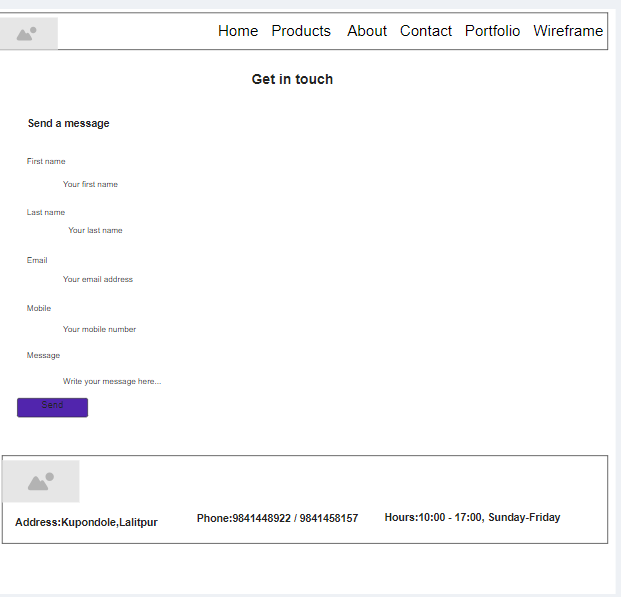 Home Products About Contact Portfolio Wireframe
Get in touch
Send a message
First name
Your first name
Last name
Your last name
Email
Your email address
Mobile
Your mobile number
Message
Write your message here...
Send
Address:Kupondole,Lalitpur Phone:9841448922 / 9841458157 Hours:10:00 - 17:00, Sunday-Friday